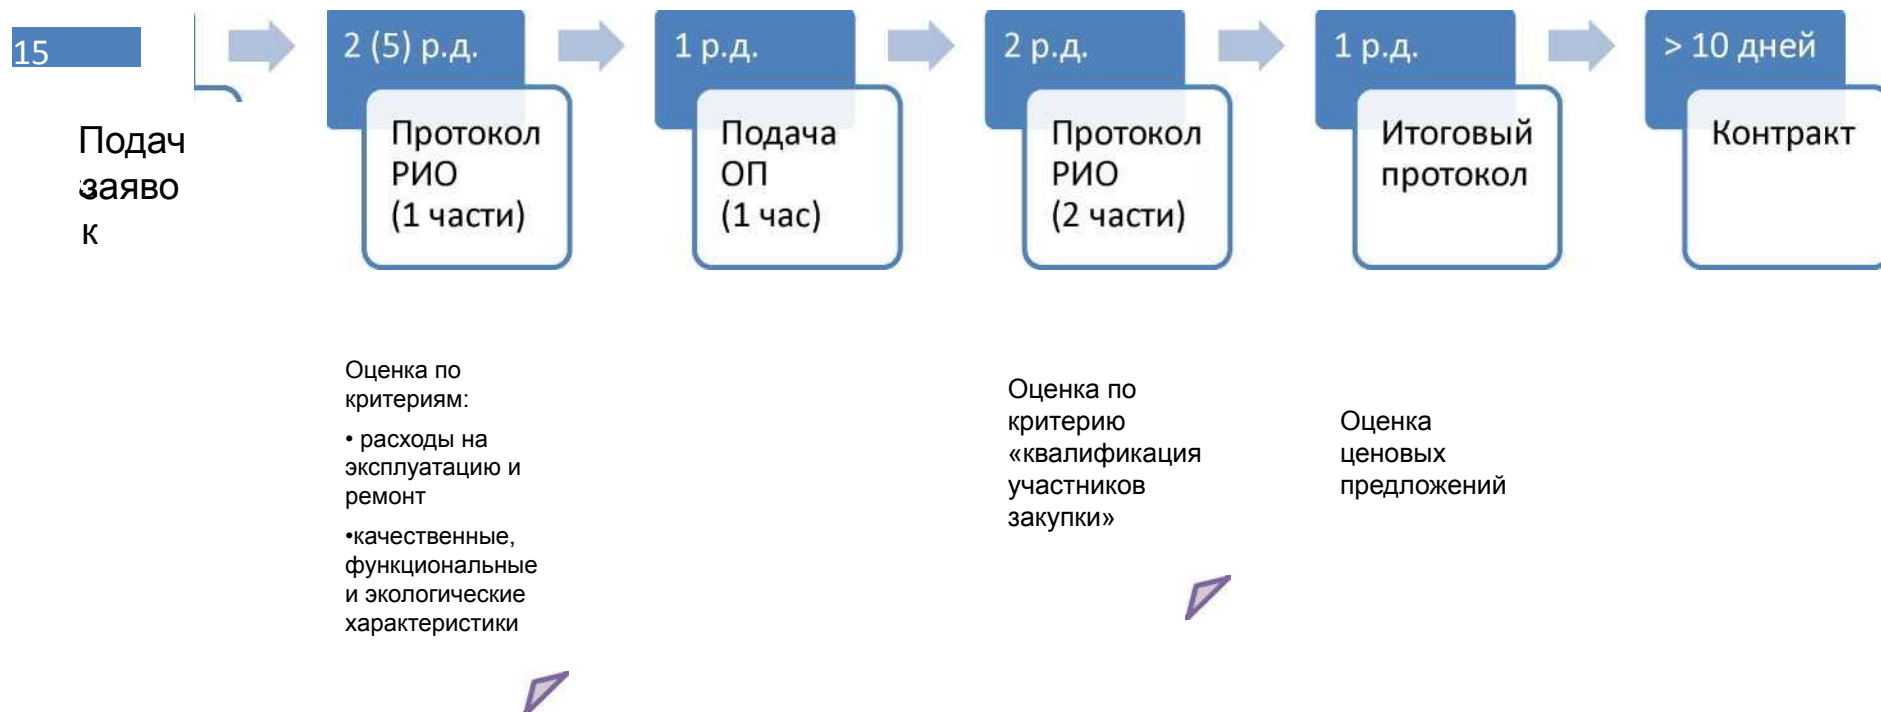 15
Подач
заяво
к
2 (5) р.д.
Протокол
РИО
(1 части)
1 р.д.
Подача
ОП
(1 час)
2 р.д.
Протокол
РИО
(2 части)
1 р.д.
Итоговый
протокол
> 10 дней
Контракт
Оценка по
критериям:
• расходы на
эксплуатацию и
ремонт
•качественные,
функциональные
и экологические
характеристики
Оценка по
критерию
«квалификация
участников
закупки»
Оценка
ценовых
предложений